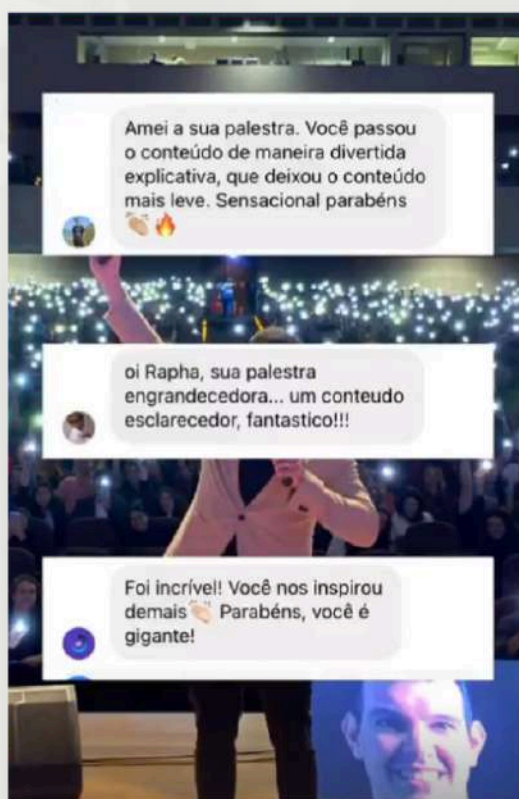 Amei a sua palestra. Você passou
o conteúdo de maneira divertida
explicativa, que deixou o conteúdo
mais leve. Sensacional parabéns
👏🏻🔥
oi Rapha, sua palestra
engrandecedora... um conteudo
esclarecedor, fantastico!!!
Foi incrível! Você nos inspirou
demais👏🏻 Parabéns, você é
gigante!